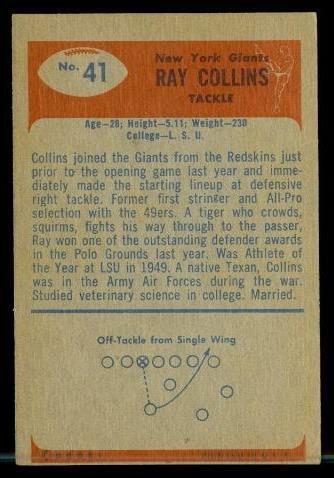 No. 41
New York Giants
RAY COLLINS
TACKLE
Age—28; Height—5.11; Weight—230
College—L. S. U.
Collins joined the Giants from the Redskins just
prior to the opening game last year and imme-
diately made the starting lineup at defensive
right tackle. Former first stringer and All-Pro
selection with the 49ers. A tiger who crowds,
squirms, fights his way through to the passer,
Ray won one of the outstanding defender awards
in the Polo Grounds last year. Was Athlete of
the Year at LSU in 1949. A native Texan, Collins
was in the Army Air Forces during the war.
Studied veterinary science in college. Married.
Off-Tackle from Single Wing